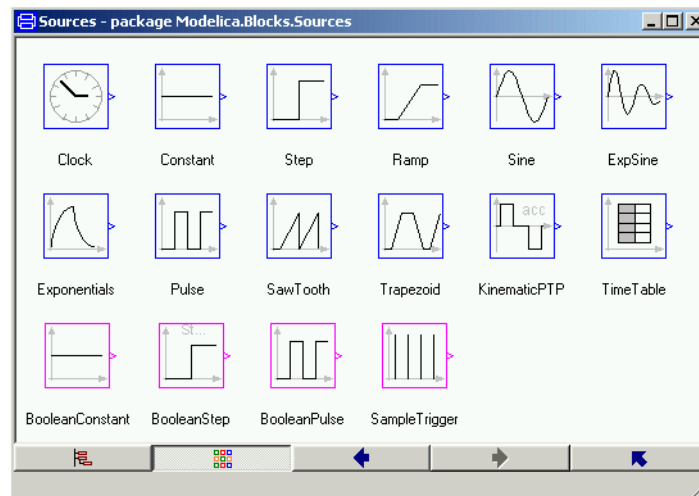 Sources - package Modelica.Blocks.Sources
Clock Constant Step Ramp Sine ExpSine
acc
Exponentials Pulse SawTooth Trapezoid KinematicPTP TimeTable
St...
BooleanConstant BooleanStep BooleanPulse SampleTrigger